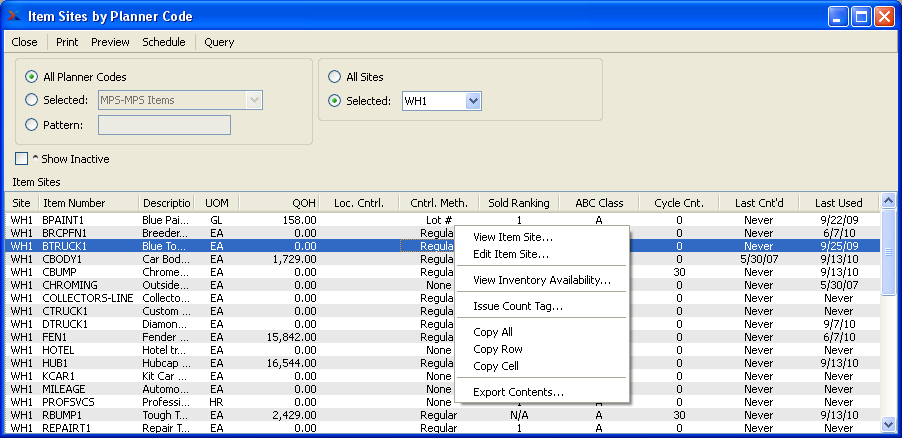 Item Sites by Planner Code
Close Print Preview Schedule Query
All Planner Codes
Selected: MPS-MPS Items
Pattern:
All Sites
Selected: WH1
^ Show Inactive
Item Sites
Site Item Number Descriptio UOM QOH Loc. Cntrl. Cntrl. Meth. Sold Ranking ABC Class Cycle Cnt. Last Cnt'd Last Used
WH1 BPAINT1 Blue Pai... GL 158.00 Lot # 1 A 0 Never 9/22/09
WH1 BRCPFN1 Breeder... EA 0.00 Regula 0 Never 6/7/10
WH1 BTRUCK1 Blue To... EA 0.00 Regula 0 Never 9/25/09
WH1 CBODY1 Car Bod... EA 1,729.00 Regula 0 5/30/07 9/13/10
WH1 CBUMP Chrome... EA 0.00 Regula 30 Never 9/13/10
WH1 CHROMING Outside... EA 0.00 None 0 Never 5/30/07
WH1 COLLECTORS-LINE Collecto... EA 0.00 Regula 0 Never Never
WH1 CTRUCK1 Custom ... EA 0.00 Regula 0 Never Never
WH1 DTRUCK1 Diamon... EA 0.00 Regula 0 Never 9/7/10
WH1 FEN1 Fender ... EA 15,842.00 Regula 0 Never 6/7/10
WH1 HOTEL Hotel tr... EA 0.00 None 0 Never Never
WH1 HUB1 Hubcap ... EA 16,544.00 Regula 0 Never 9/13/10
WH1 KCAR1 Kit Car ... EA 0.00 None 0 Never Never
WH1 MILEAGE Automo... EA 0.00 None 0 Never Never
WH1 PROFSVCS Professi... HR 0.00 None 0 Never Never
WH1 RBUMP1 Tough T... EA 2,429.00 Regular N/A A 30 Never 9/13/10
WH1 REPAIRT1 Repair T... EA 0.00 Regular 1 A 0 Never Never
View Item Site...
Edit Item Site...
View Inventory Availability...
Issue Count Tag...
Copy All
Copy Row
Copy Cell
Export Contents...